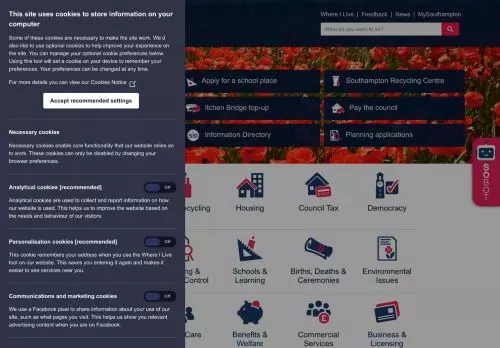 This site uses cookies to store information on your
computer
Some of these cookies are necessary to make the site work. We'd
also like to use optional cookies to help improve your experience on
the site. You can manage your optional cookie preferences below.
Using this tool will set a cookie on your device to remember your
preferences. Your preferences can be changed at any time.
For more details you can view our Cookies Notice
Accept recommended settings
Necessary cookies
Necessary cookies enable core functionality that our website relies on
to work. These cookies can only be disabled by changing your
browser preferences.
Analytical cookies [recommended]
Off
Analytical cookies are used to collect and report information on how
our website is used. This helps us to improve the website based on
the needs and behaviour of our visitors
Personalisation cookies [recommended]
Off
This cookie remembers your address when you use the Where I Live
tool on our website. This saves you entering it again and makes it
easier to see services near you.
Communications and marketing cookies
Off
We use a Facebook pixel to share information about your use of our
site, such as what pages you visit. This helps us show you relevant
advertising content when you are on Facebook.
Where I Live | Feedback | News | MySouthampton
What do you want to do?
Apply for a school place
Southampton Recycling Centre
Itchen Bridge top-up
Pay the council
SID
Information Directory
Planning applications
SOBOT
cycling
Housing
Council Tax
Democracy
g &
Control
Schools &
Learning
Births, Deaths &
Ceremonies
Environmental
Issues
Care
Benefits &
Welfare
Commercial
Services
Business &
Licensing